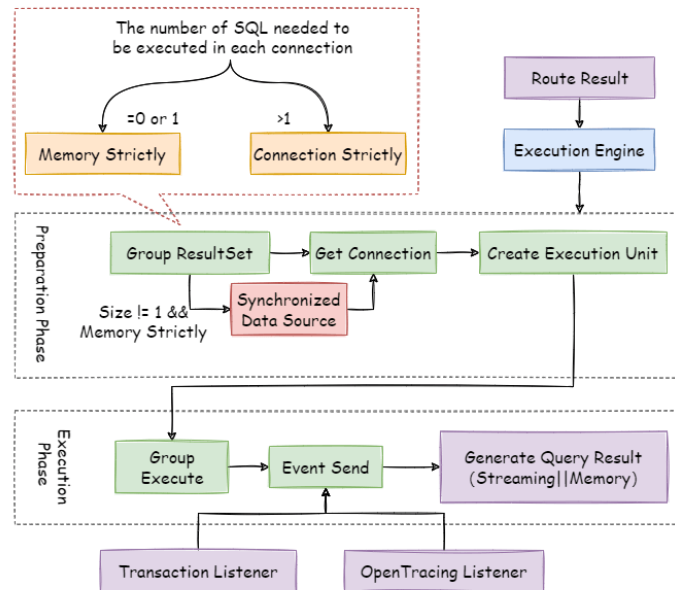 The number of SQL needed to
be executed in each connection
=0 or 1
>1
Memory Strictly
Connection Strictly
Route Result
Execution Engine
Preparation Phase
Group ResultSet
Get Connection
Create Execution Unit
Size != 1 &&
Memory Strictly
Synchronized
Data Source
Execution
Phase
Group
Execute
Event Send
Generate Query Result
(Streaming||Memory)
Transaction Listener
OpenTracing Listener